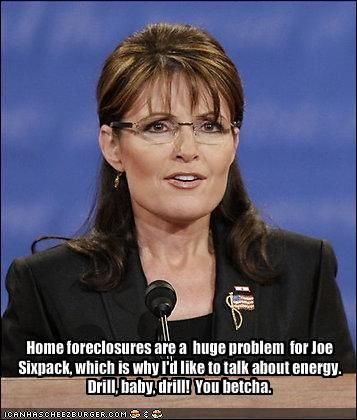 Home foreclosures are a huge problem for Joe
Sixpack, which is why I'd like to talk about energy.
Drill, baby, drill! You betcha.
ICANHASCHEEZBURGER.COM